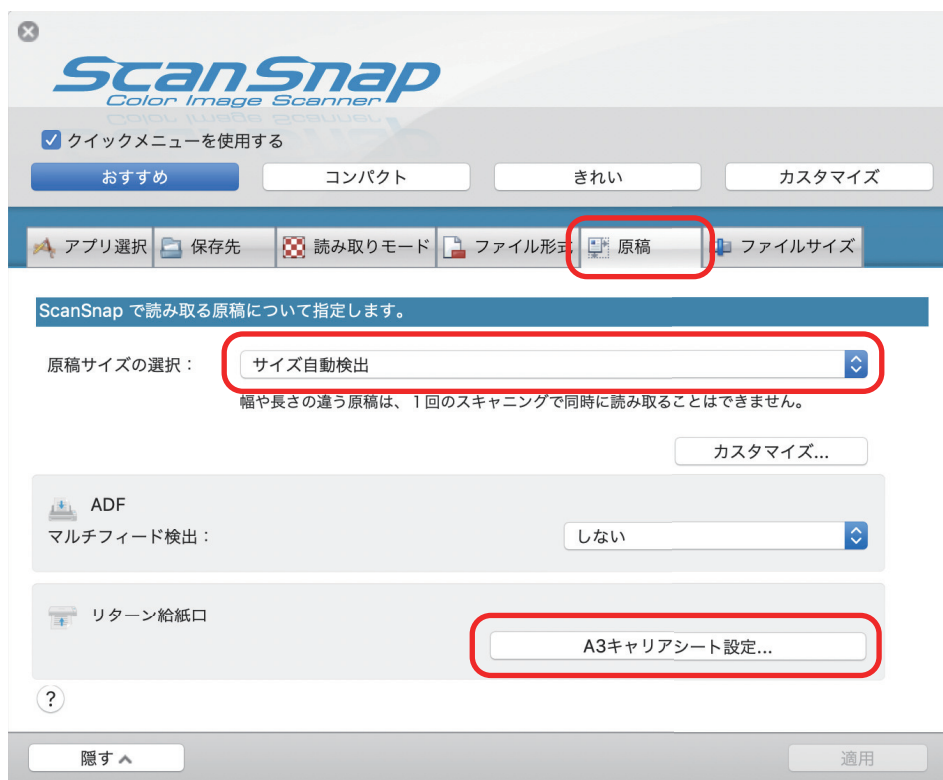 ScanSnap
Color Image Scanner
クイックメニューを使用する
おすすめ
コンパクト
きれい
カスタマイズ
アプリ選択
保存先
読み取りモード
ファイル形式
原稿
ファイルサイズ
ScanSnap で読み取る原稿について指定します。
原稿サイズの選択：
サイズ自動検出
幅や長さの違う原稿は、1回のスキャニングで同時に読み取ることはできません。
カスタマイズ...
ADF
マルチフィード検出：
しない
リターン給紙口
A3キャリアシート設定...
?
隠す
適用